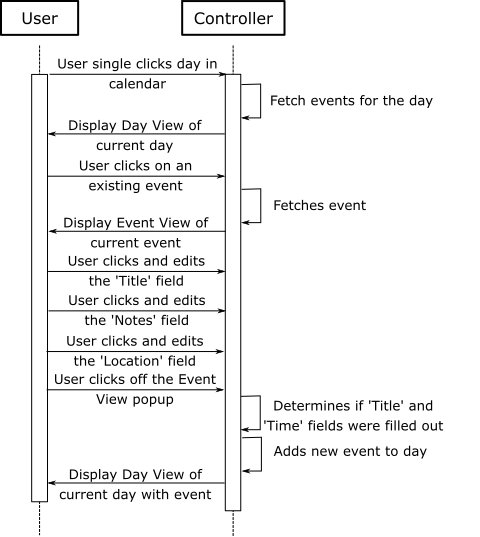 User
Controller
User single clicks day in
calendar
Fetch events for the day
Display Day View of
current day
User clicks on an
existing event
Fetches event
Display Event View of
current event
User clicks and edits
the 'Title' field
User clicks and edits
the 'Notes' field
User clicks and edits
the 'Location' field
User clicks off the Event
View popup
Determines if 'Title' and
'Time' fields were filled out
Adds new event to day
Display Day View of
current day with event